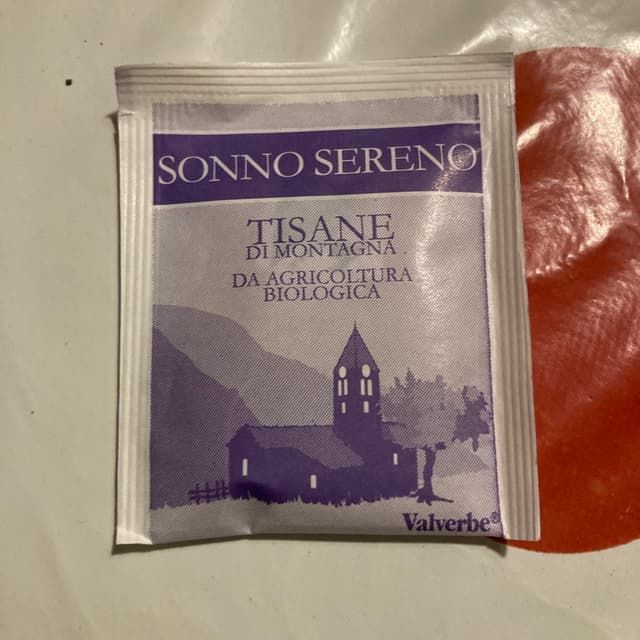 SONNO SERENO
TISANE
DI MONTAGNA
DA AGRICOLTURA
BIOLOGICA
Valverbe®